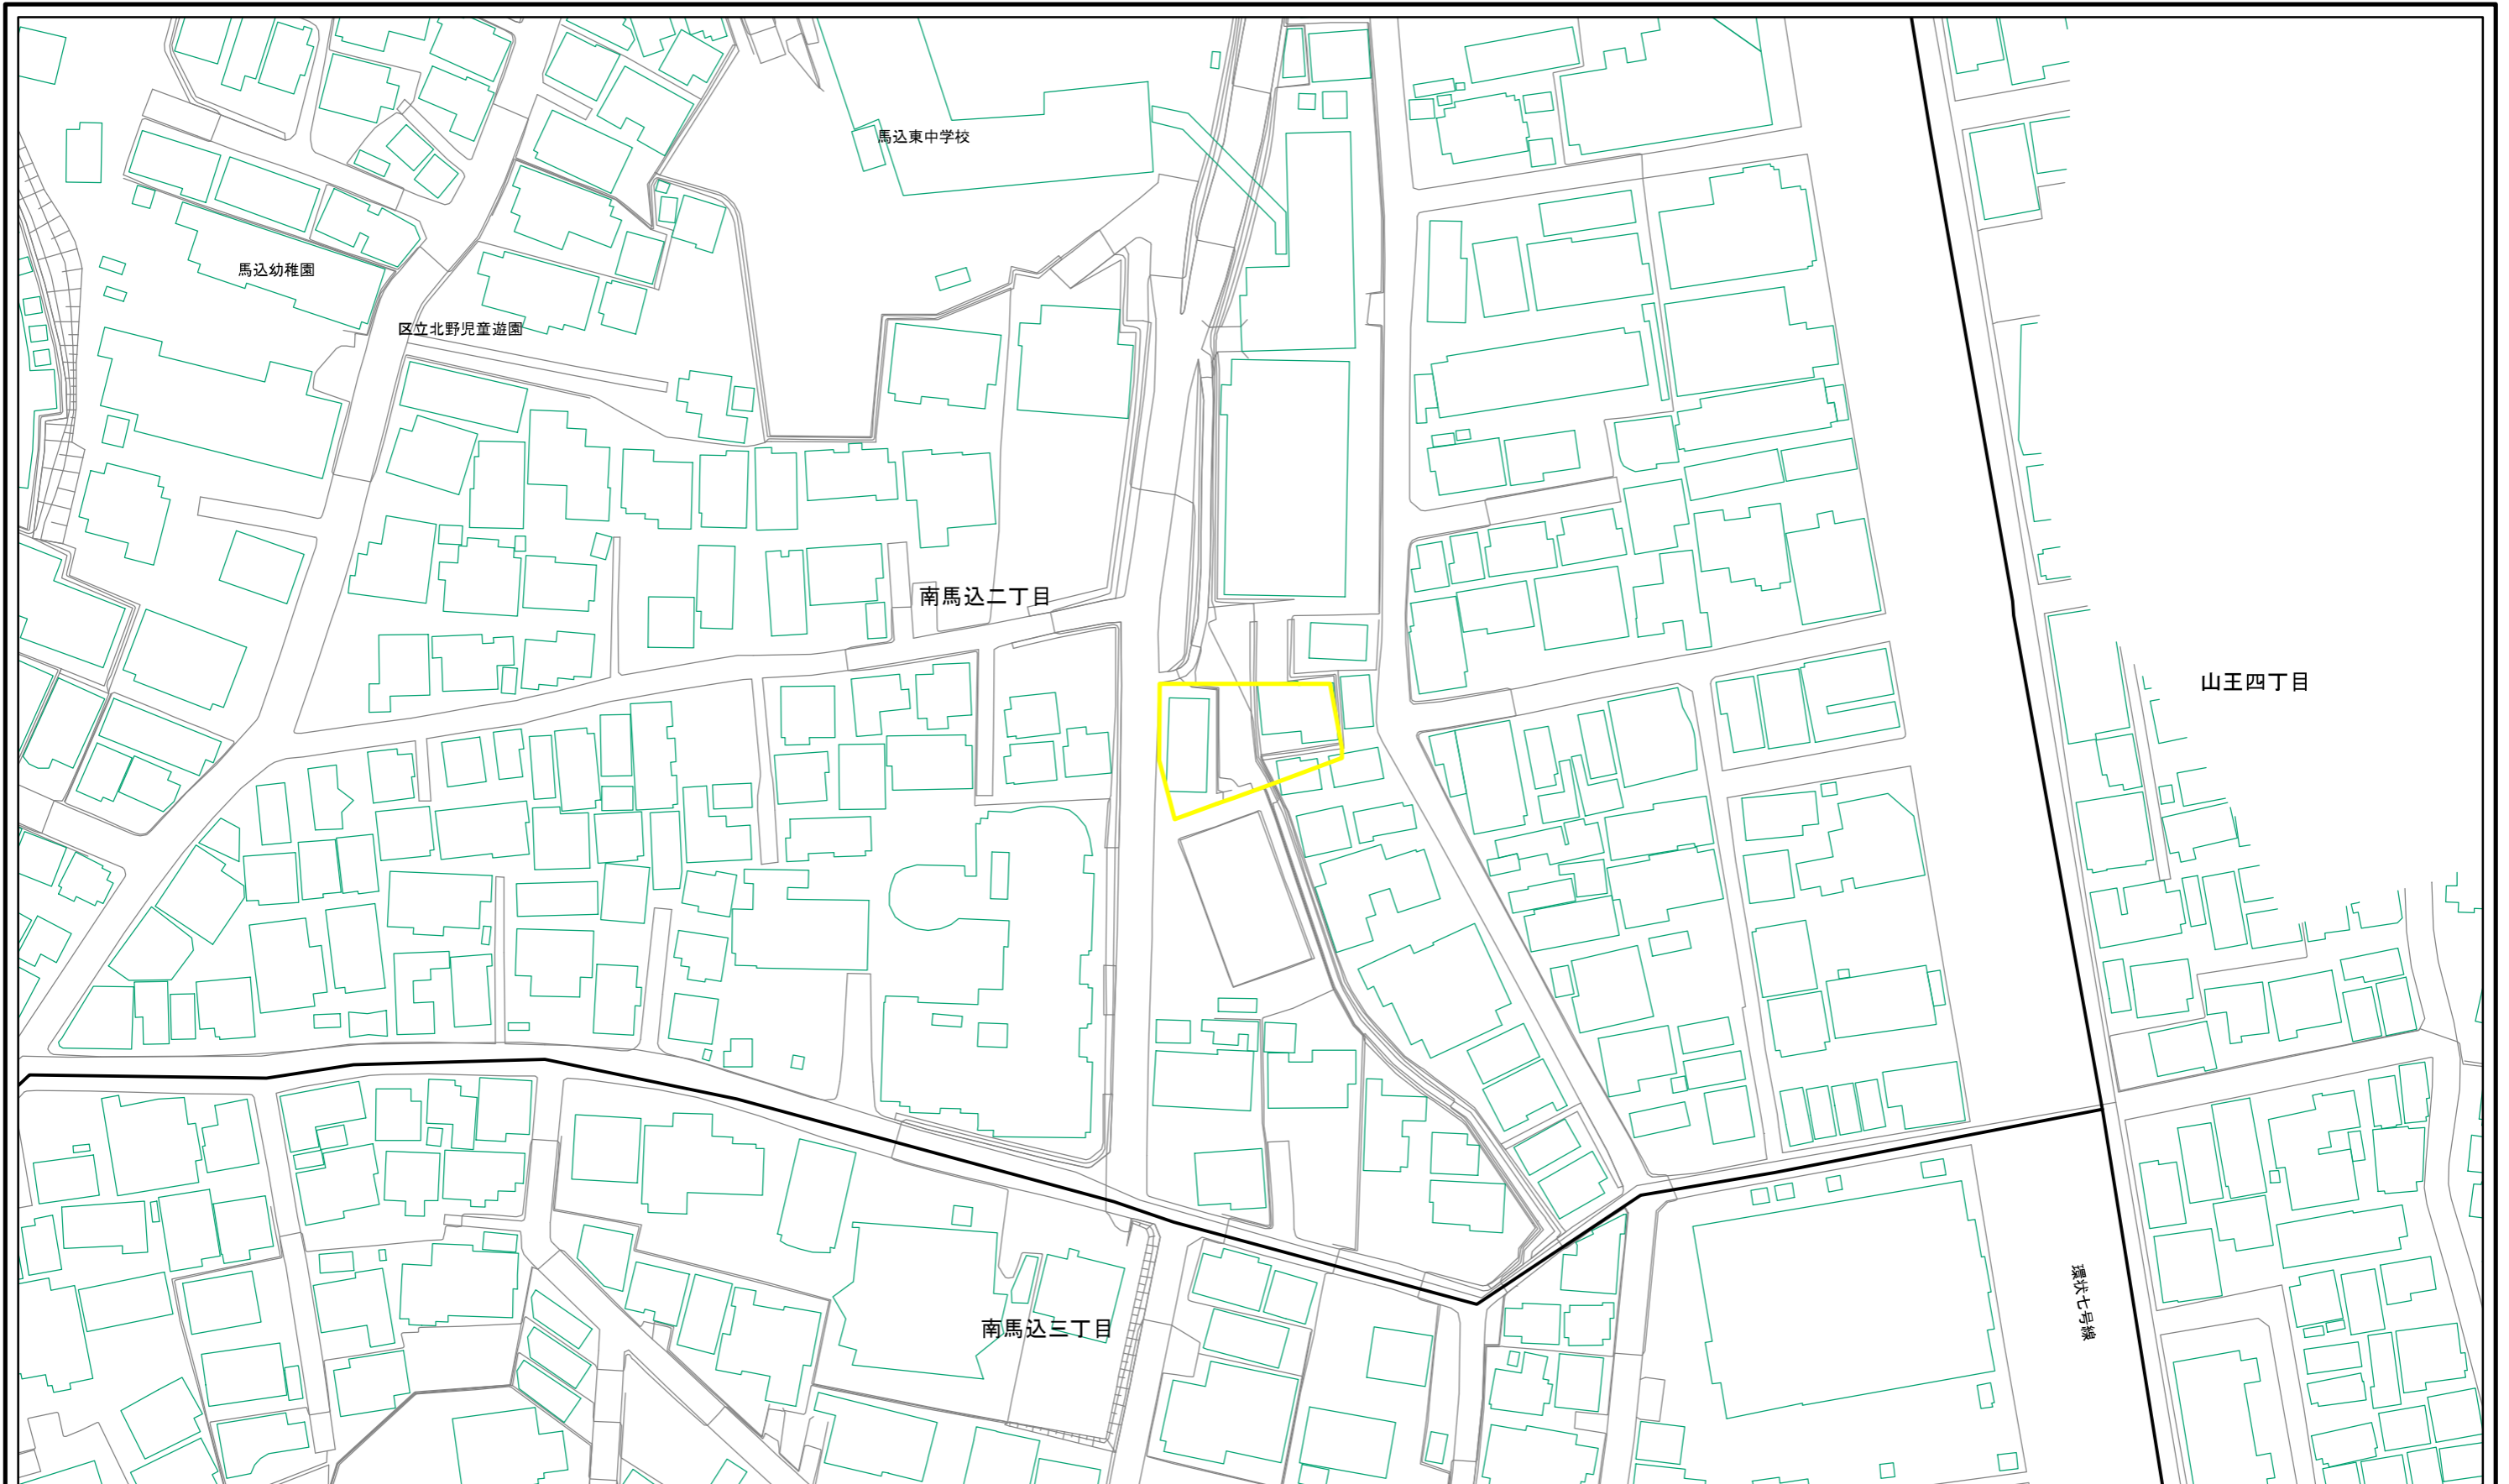 馬込東中学校
馬込幼稚園
区立北野児童遊園
南馬込二丁目
山王四丁目
環状七号線
南馬込三丁目